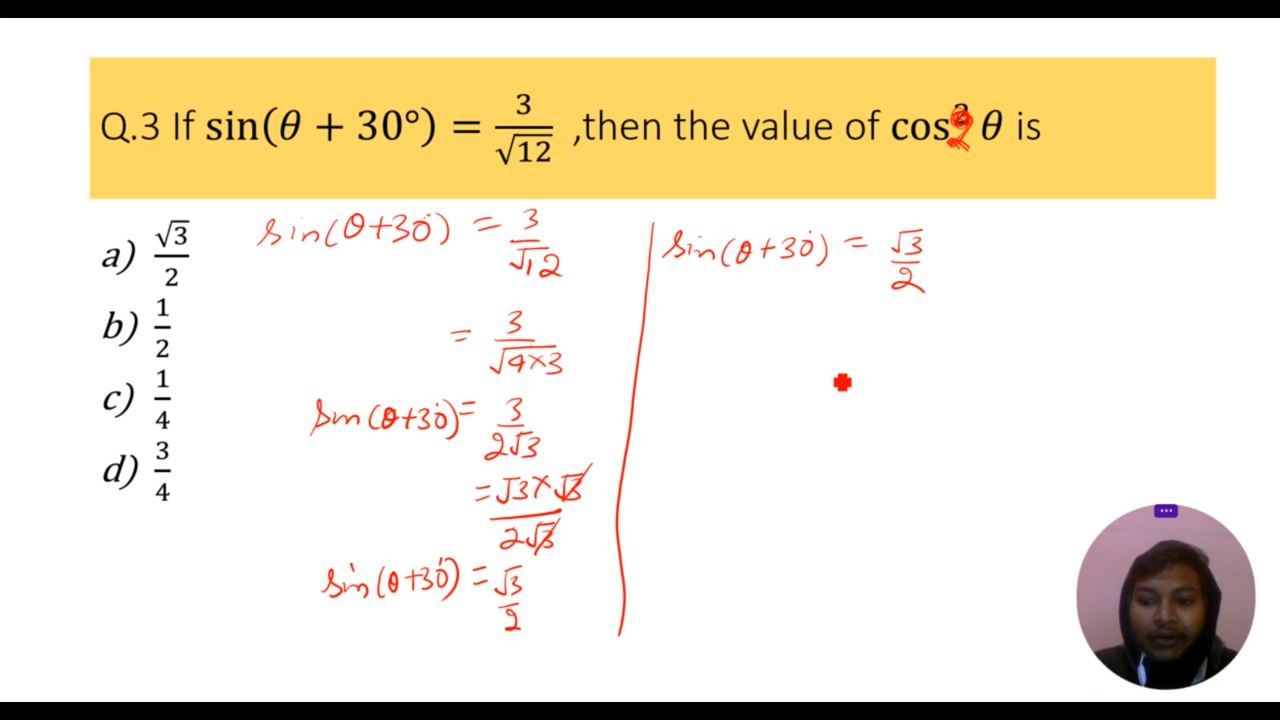 Q.3 If sin(θ + 30°) = 3/√12 ,then the value of cos² θ is
a) √3/2
b) 1/2
c) 1/4
d) 3/4
sin(θ+30°) = 3/√12
= 3/√4×3
sin(θ+30°) = 3/2√3
= √3×√3/2√3
sin(θ+30°) = √3/2
sin(θ+30°) = √3/2